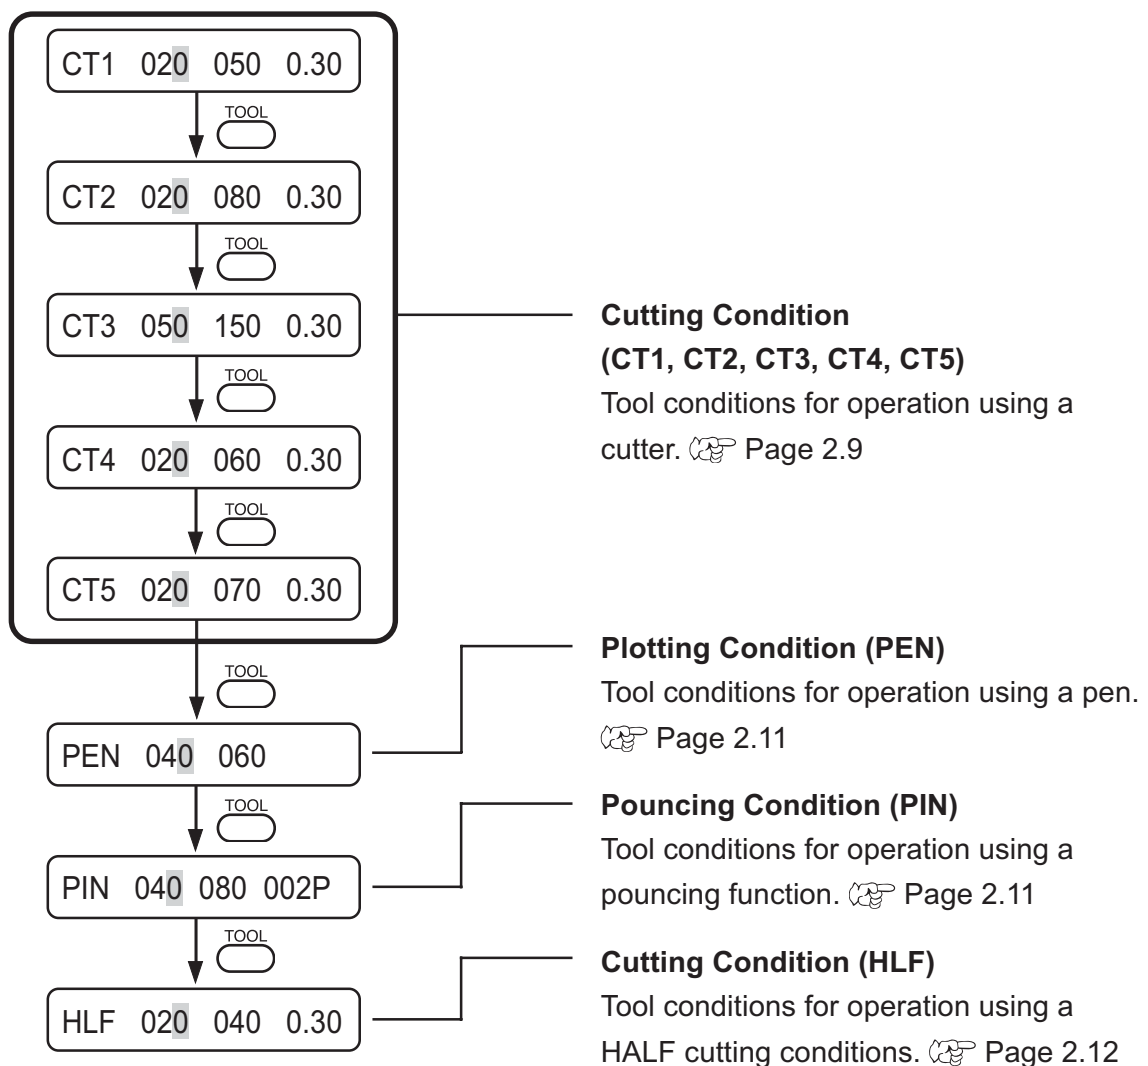 CT1 020 050 0.30
TOOL
CT2 020 080 0.30
TOOL
CT3 050 150 0.30
TOOL
CT4 020 060 0.30
TOOL
CT5 020 070 0.30
TOOL
PEN 040 060
TOOL
PIN 040 080 002P
TOOL
HLF 020 040 0.30
Cutting Condition
(CT1, CT2, CT3, CT4, CT5)
Tool conditions for operation using a
cutter. Page 2.9
Plotting Condition (PEN)
Tool conditions for operation using a pen.
Page 2.11
Pouncing Condition (PIN)
Tool conditions for operation using a
pouncing function. Page 2.11
Cutting Condition (HLF)
Tool conditions for operation using a
HALF cutting conditions. Page 2.12